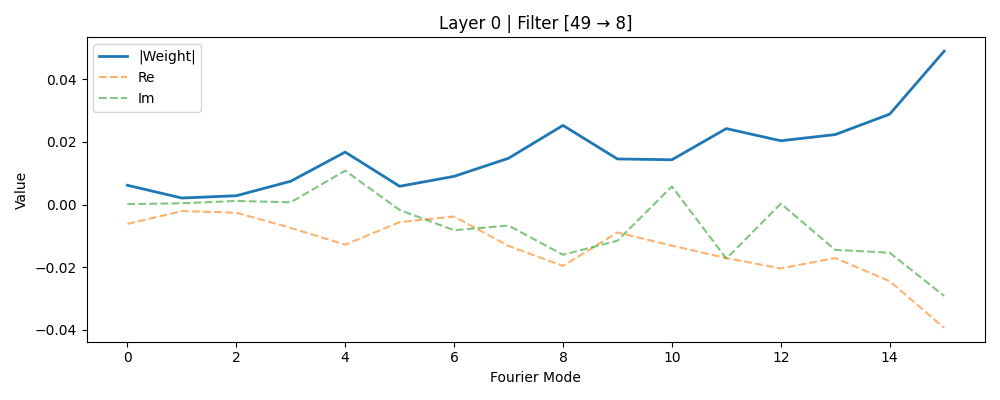 Layer 0 | Filter [49 → 8]
|Weight|
Re
Im
Value
0.04
0.02
0.00
−0.02
−0.04
0 2 4 6 8 10 12 14
Fourier Mode